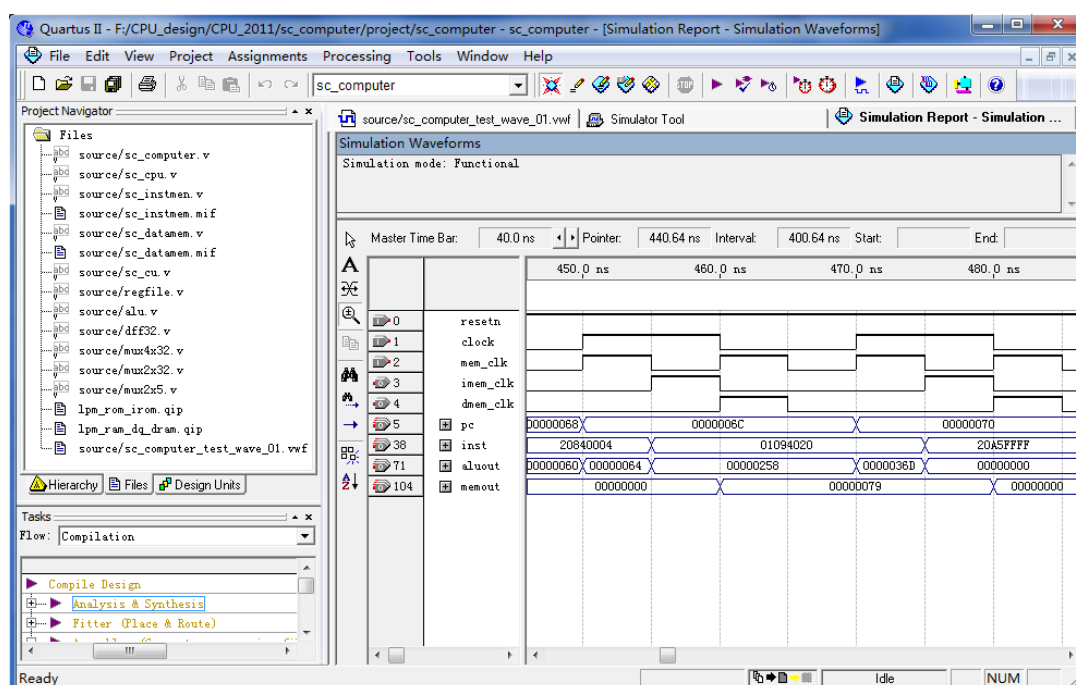 Quartus II - F:/CPU_design/CPU_2011/sc_computer/project/sc_computer - sc_computer - [Simulation Report - Simulation Waveforms]
File Edit View Project Assignments Processing Tools Window Help
sc_computer
Project Navigator
Files
source/sc_computer.v
source/sc_cpu.v
source/sc_instmen.v
source/sc_instmem.mif
source/sc_datamem.v
source/sc_datamem.mif
source/sc_cu.v
source/regfile.v
source/alu.v
source/dff32.v
source/mux4x32.v
source/mux2x32.v
source/mux2x5.v
lpm_rom_irom.qip
lpm_ram_dq_dram.qip
source/sc_computer_test_wave_01.vwf
Hierarchy Files Design Units
Tasks
Flow: Compilation
Compile Design
Analysis & Synthesis
Fitter (Place & Route)
source/sc_computer_test_wave_01.vwf Simulator Tool Simulation Report - Simulation ...
Simulation Waveforms
Simulation mode: Functional
Master Time Bar: 40.0 ns Pointer: 440.64 ns Interval: 400.64 ns Start: End:
450.0 ns 460.0 ns 470.0 ns 480.0 ns
0 resetn
1 clock
2 mem_clk
3 imem_clk
4 dmem_clk
5 pc 00000068 0000006C 00000070
38 inst 20840004 01094020 20A5FFFF
71 aluout 00000060 00000064 00000258 0000036D 00000000
104 memout 00000000 00000079 00000000
Ready Idle NUM